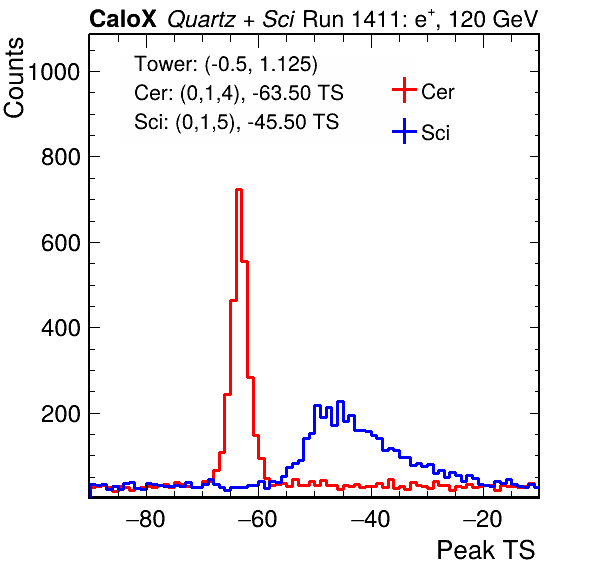 CaloX Quartz + Sci Run 1411: e⁺, 120 GeV
Counts
Tower: (-0.5, 1.125)
Cer: (0,1,4), -63.50 TS
Sci: (0,1,5), -45.50 TS
Cer
Sci
1000
800
600
400
200
−80 −60 −40 −20
Peak TS